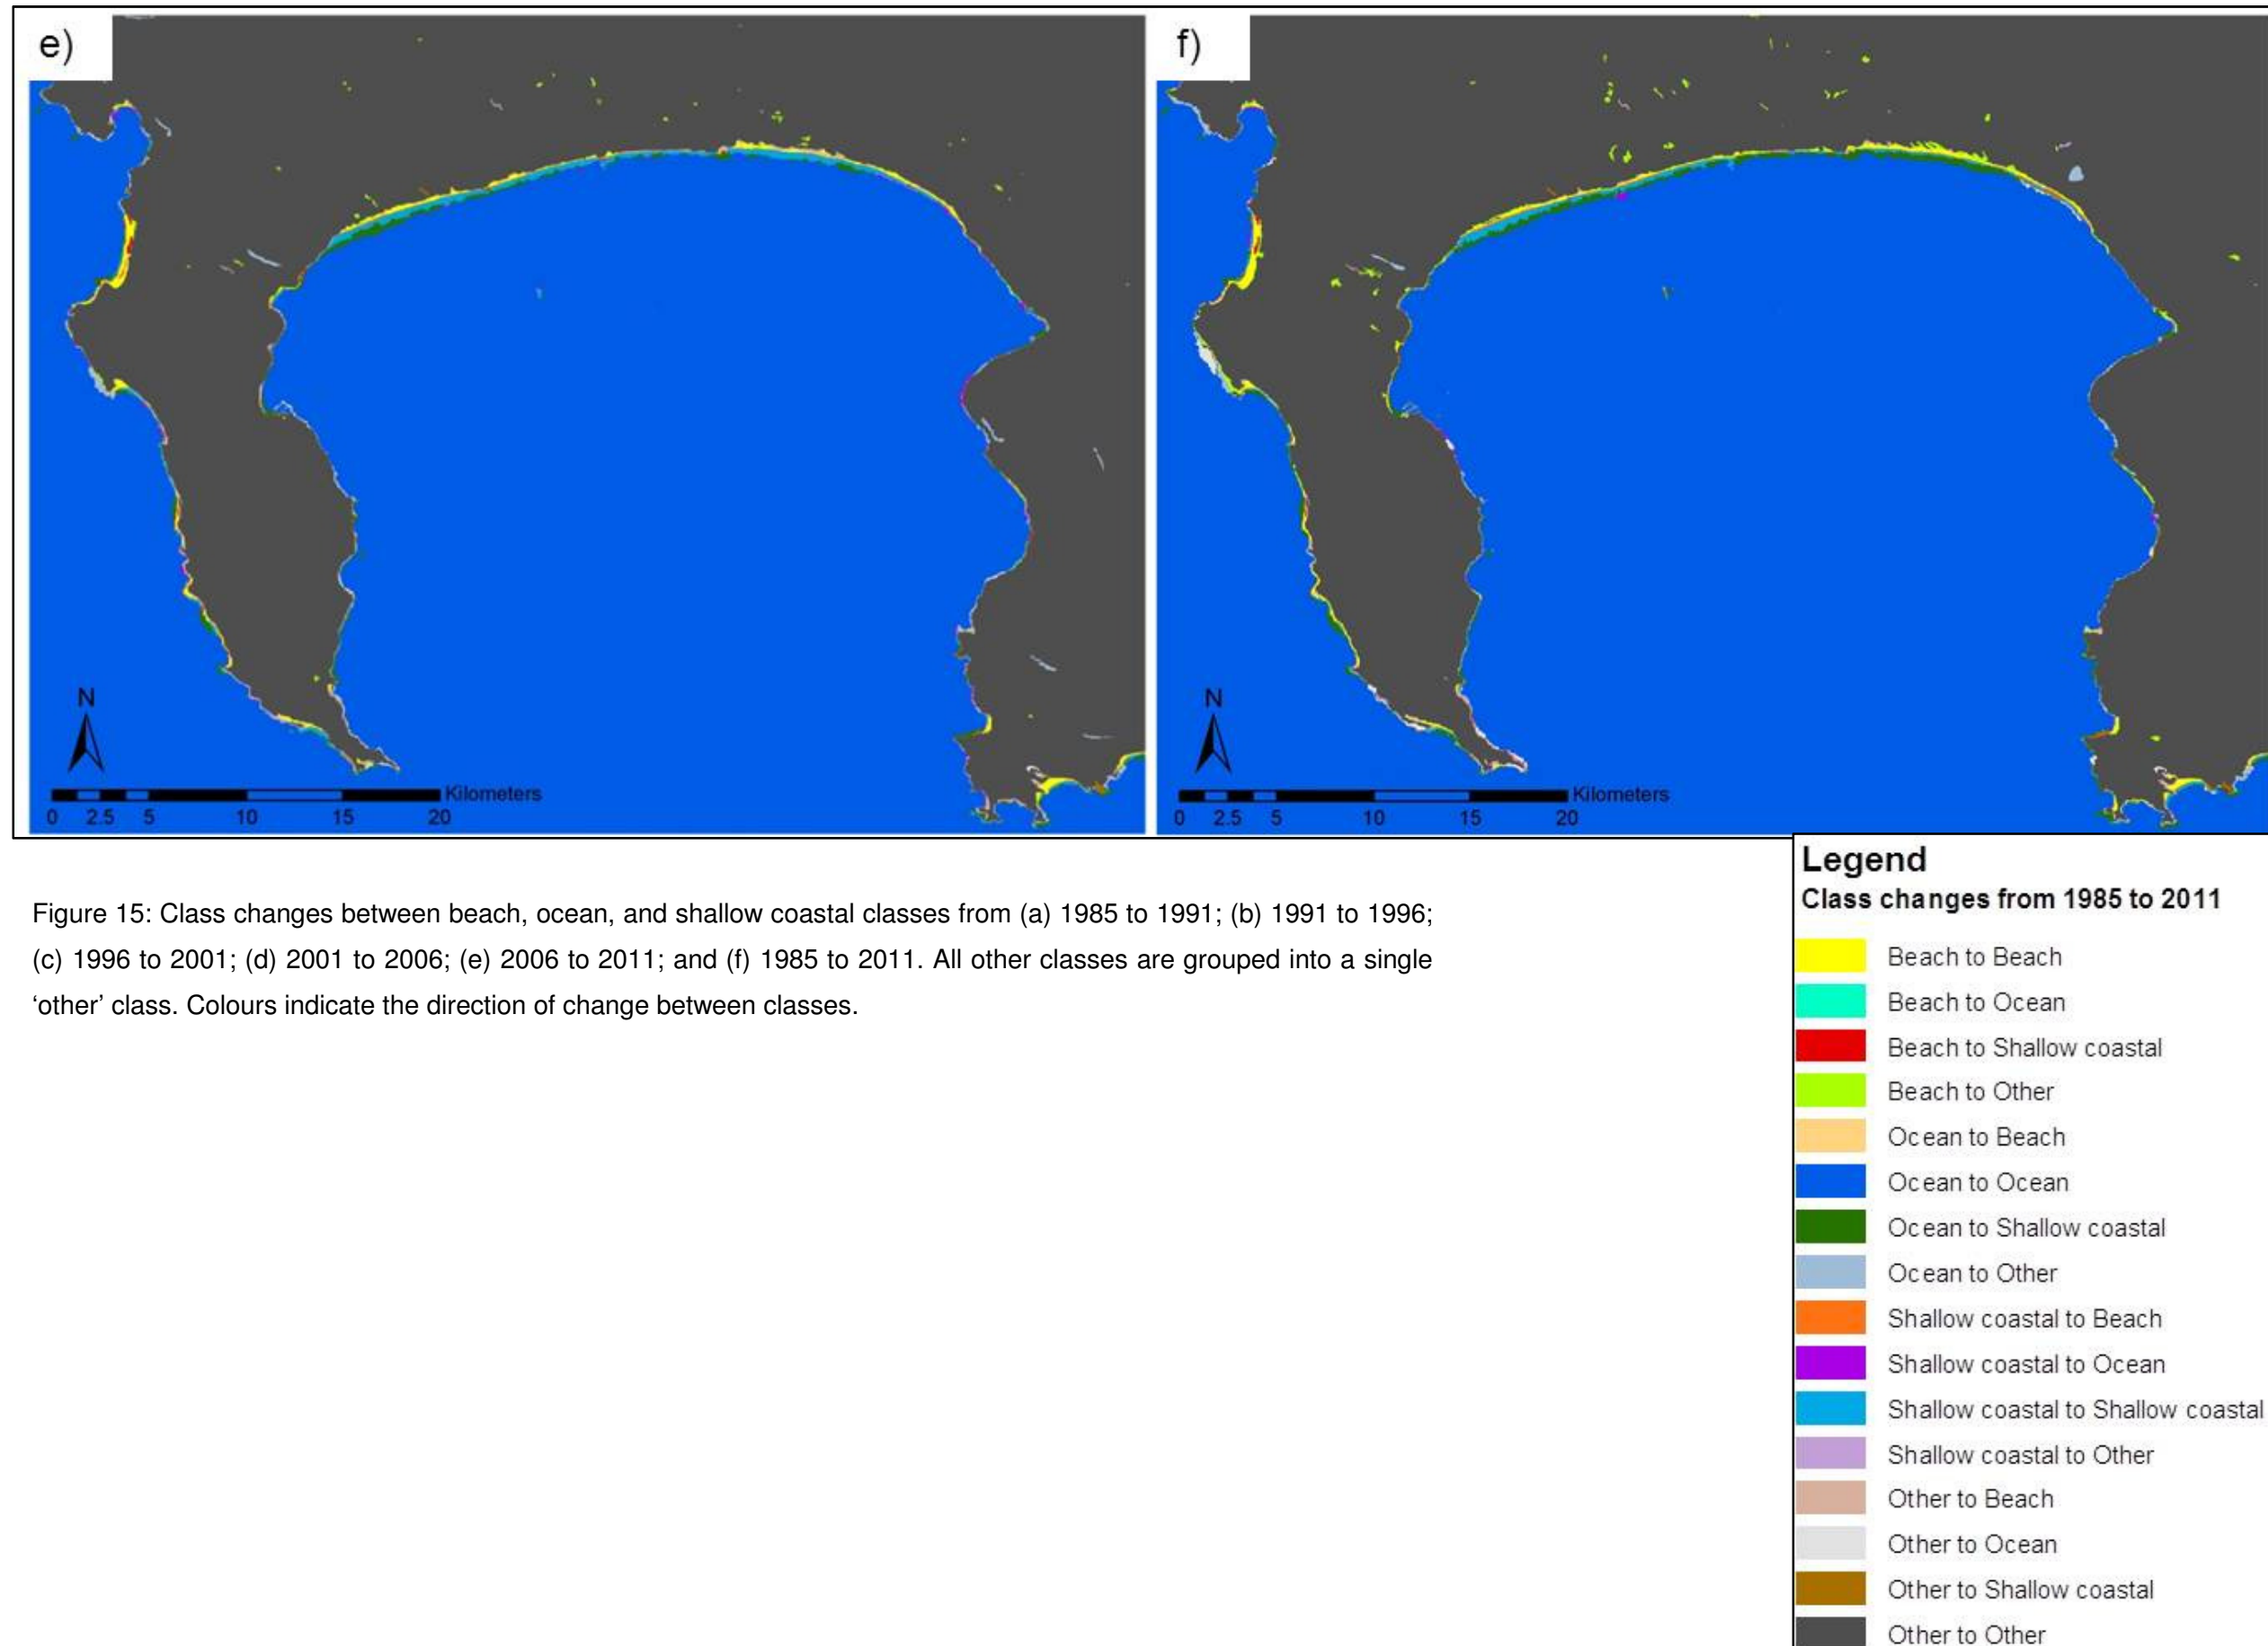 e)
N
Kilometers
0 2.5 5 10 15 20
f)
N
Kilometers
0 2.5 5 10 15 20
Figure 15: Class changes between beach, ocean, and shallow coastal classes from (a) 1985 to 1991; (b) 1991 to 1996;
(c) 1996 to 2001; (d) 2001 to 2006; (e) 2006 to 2011; and (f) 1985 to 2011. All other classes are grouped into a single
‘other’ class. Colours indicate the direction of change between classes.
Legend
Class changes from 1985 to 2011
Beach to Beach
Beach to Ocean
Beach to Shallow coastal
Beach to Other
Ocean to Beach
Ocean to Ocean
Ocean to Shallow coastal
Ocean to Other
Shallow coastal to Beach
Shallow coastal to Ocean
Shallow coastal to Shallow coastal
Shallow coastal to Other
Other to Beach
Other to Ocean
Other to Shallow coastal
Other to Other